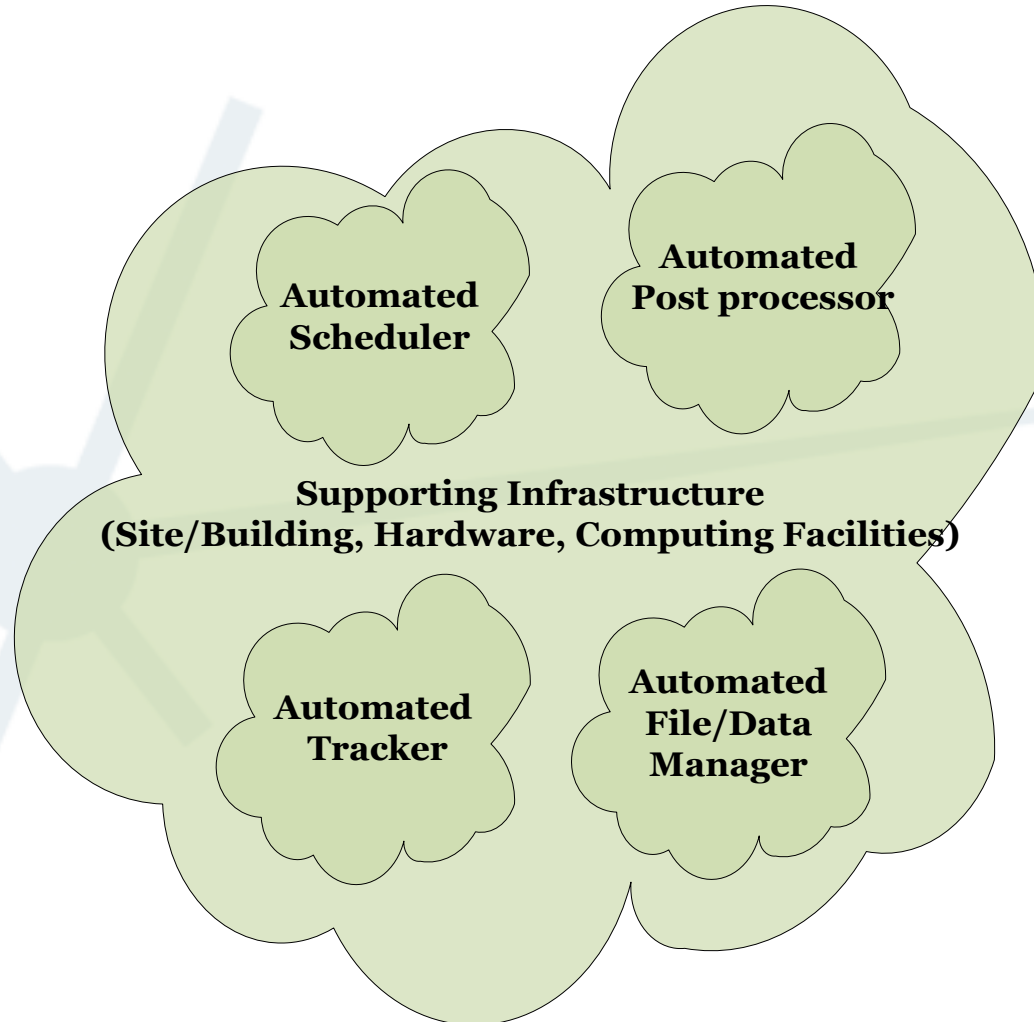 Automated
Scheduler
Automated
Post processor
Supporting Infrastructure
(Site/Building, Hardware, Computing Facilities)
Automated
Tracker
Automated
File/Data
Manager